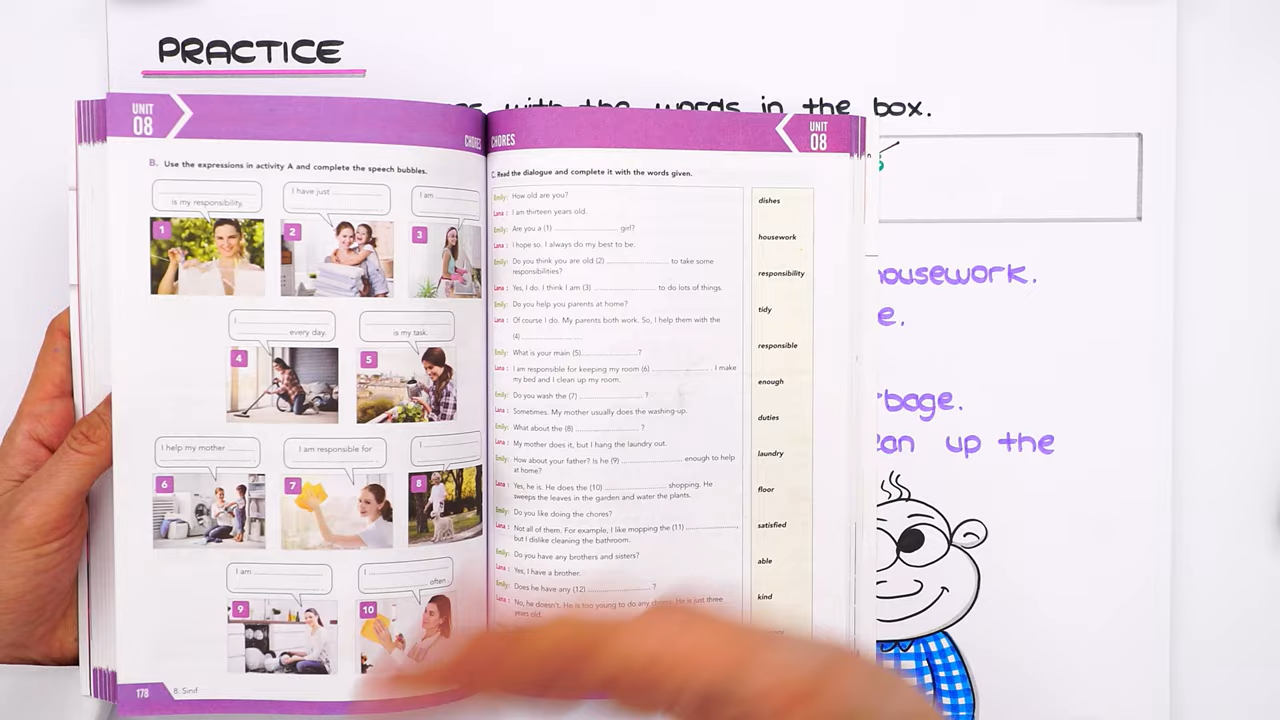 PRACTICE
with the words in the box.
housework.
e.
rbage.
ean up the
UNIT
08
CHORES
B. Use the expressions in activity A and complete the speech bubbles.
is my responsibility.
1
I have just
2
I am
3
I
every day.
4
is my task.
5
I help my mother
6
I am responsible for
7
I
8
I am
9
I
often.
10
178
8. Sınıf
CHORES
UNIT
08
C. Read the dialogue and complete it with the words given.
Emily: How old are you?
Lana : I am thirteen years old.
Emily: Are you a (1) girl?
Lana : I hope so. I always do my best to be.
Emily: Do you think you are old (2) to take some
responsibilities?
Lana : Yes, I do. I think I am (3) to do lots of things.
Emily: Do you help you parents at home?
Lana : Of course I do. My parents both work. So, I help them with the
(4)
Emily: What is your main (5) ?
Lana : I am responsible for keeping my room (6) . I make
my bed and I clean up my room.
Emily: Do you wash the (7) ?
Lana : Sometimes. My mother usually does the washing-up.
Emily: What about the (8) ?
Lana : My mother does it, but I hang the laundry out.
Emily: How about your father? Is he (9) enough to help
at home?
Lana : Yes, he is. He does the (10) shopping. He
sweeps the leaves in the garden and water the plants.
Emily: Do you like doing the chores?
Lana : Not all of them. For example, I like mopping the (11) ,
but I dislike cleaning the bathroom.
Emily: Do you have any brothers and sisters?
Lana : Yes, I have a brother.
Emily: Does he have any (12) ?
Lana : No, he doesn't. He is too young to do any chores. He is just three
years old.
dishes
housework
responsibility
tidy
responsible
enough
duties
laundry
floor
satisfied
able
kind